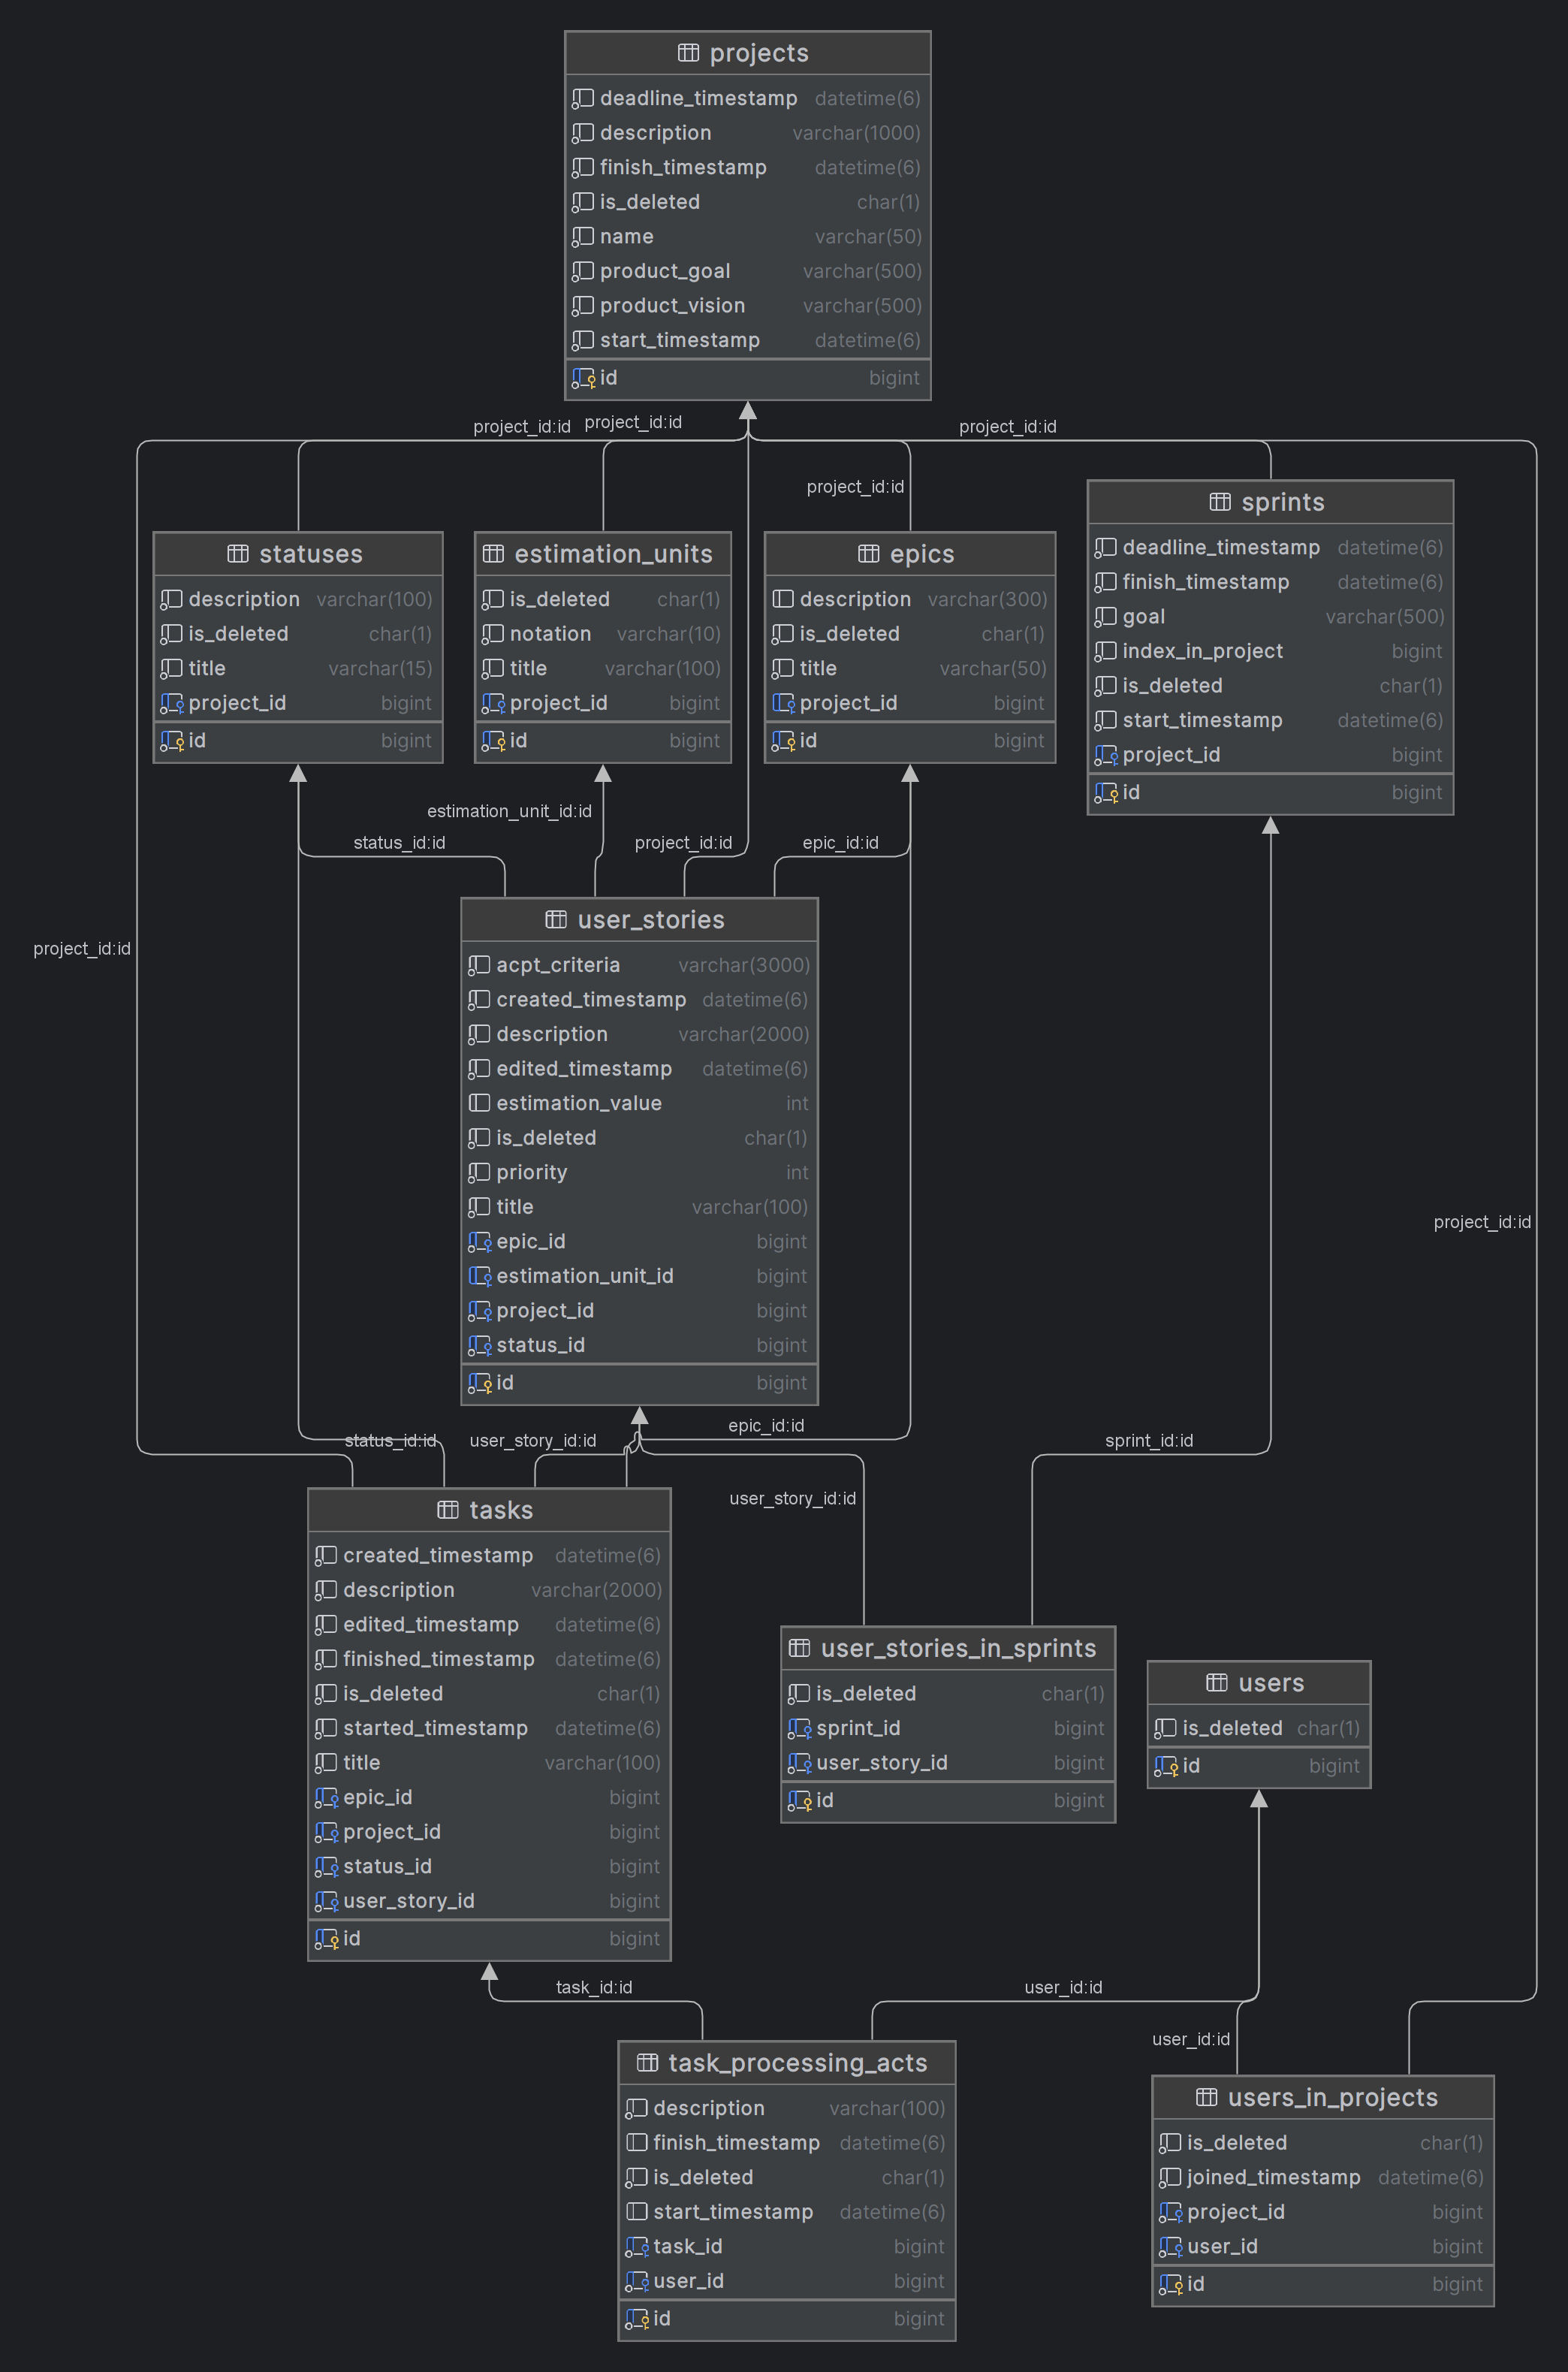 projects
deadline_timestamp datetime(6)
description varchar(1000)
finish_timestamp datetime(6)
is_deleted char(1)
name varchar(50)
product_goal varchar(500)
product_vision varchar(500)
start_timestamp datetime(6)
id bigint
project_id:id
project_id:id
project_id:id
project_id:id
statuses
description varchar(100)
is_deleted char(1)
title varchar(15)
project_id bigint
id bigint
estimation_units
is_deleted char(1)
notation varchar(10)
title varchar(100)
project_id bigint
id bigint
epics
description varchar(300)
is_deleted char(1)
title varchar(50)
project_id bigint
id bigint
sprints
deadline_timestamp datetime(6)
finish_timestamp datetime(6)
goal varchar(500)
index_in_project bigint
is_deleted char(1)
start_timestamp datetime(6)
project_id bigint
id bigint
estimation_unit_id:id
status_id:id
project_id:id
epic_id:id
user_stories
acpt_criteria varchar(3000)
created_timestamp datetime(6)
description varchar(2000)
edited_timestamp datetime(6)
estimation_value int
is_deleted char(1)
priority int
title varchar(100)
epic_id bigint
estimation_unit_id bigint
project_id bigint
status_id bigint
id bigint
project_id:id
project_id:id
epic_id:id
status_id:id
user_story_id:id
sprint_id:id
user_story_id:id
tasks
created_timestamp datetime(6)
description varchar(2000)
edited_timestamp datetime(6)
finished_timestamp datetime(6)
is_deleted char(1)
started_timestamp datetime(6)
title varchar(100)
epic_id bigint
project_id bigint
status_id bigint
user_story_id bigint
id bigint
user_stories_in_sprints
is_deleted char(1)
sprint_id bigint
user_story_id bigint
id bigint
users
is_deleted char(1)
id bigint
task_id:id
user_id:id
user_id:id
task_processing_acts
description varchar(100)
finish_timestamp datetime(6)
is_deleted char(1)
start_timestamp datetime(6)
task_id bigint
user_id bigint
id bigint
users_in_projects
is_deleted char(1)
joined_timestamp datetime(6)
project_id bigint
user_id bigint
id bigint